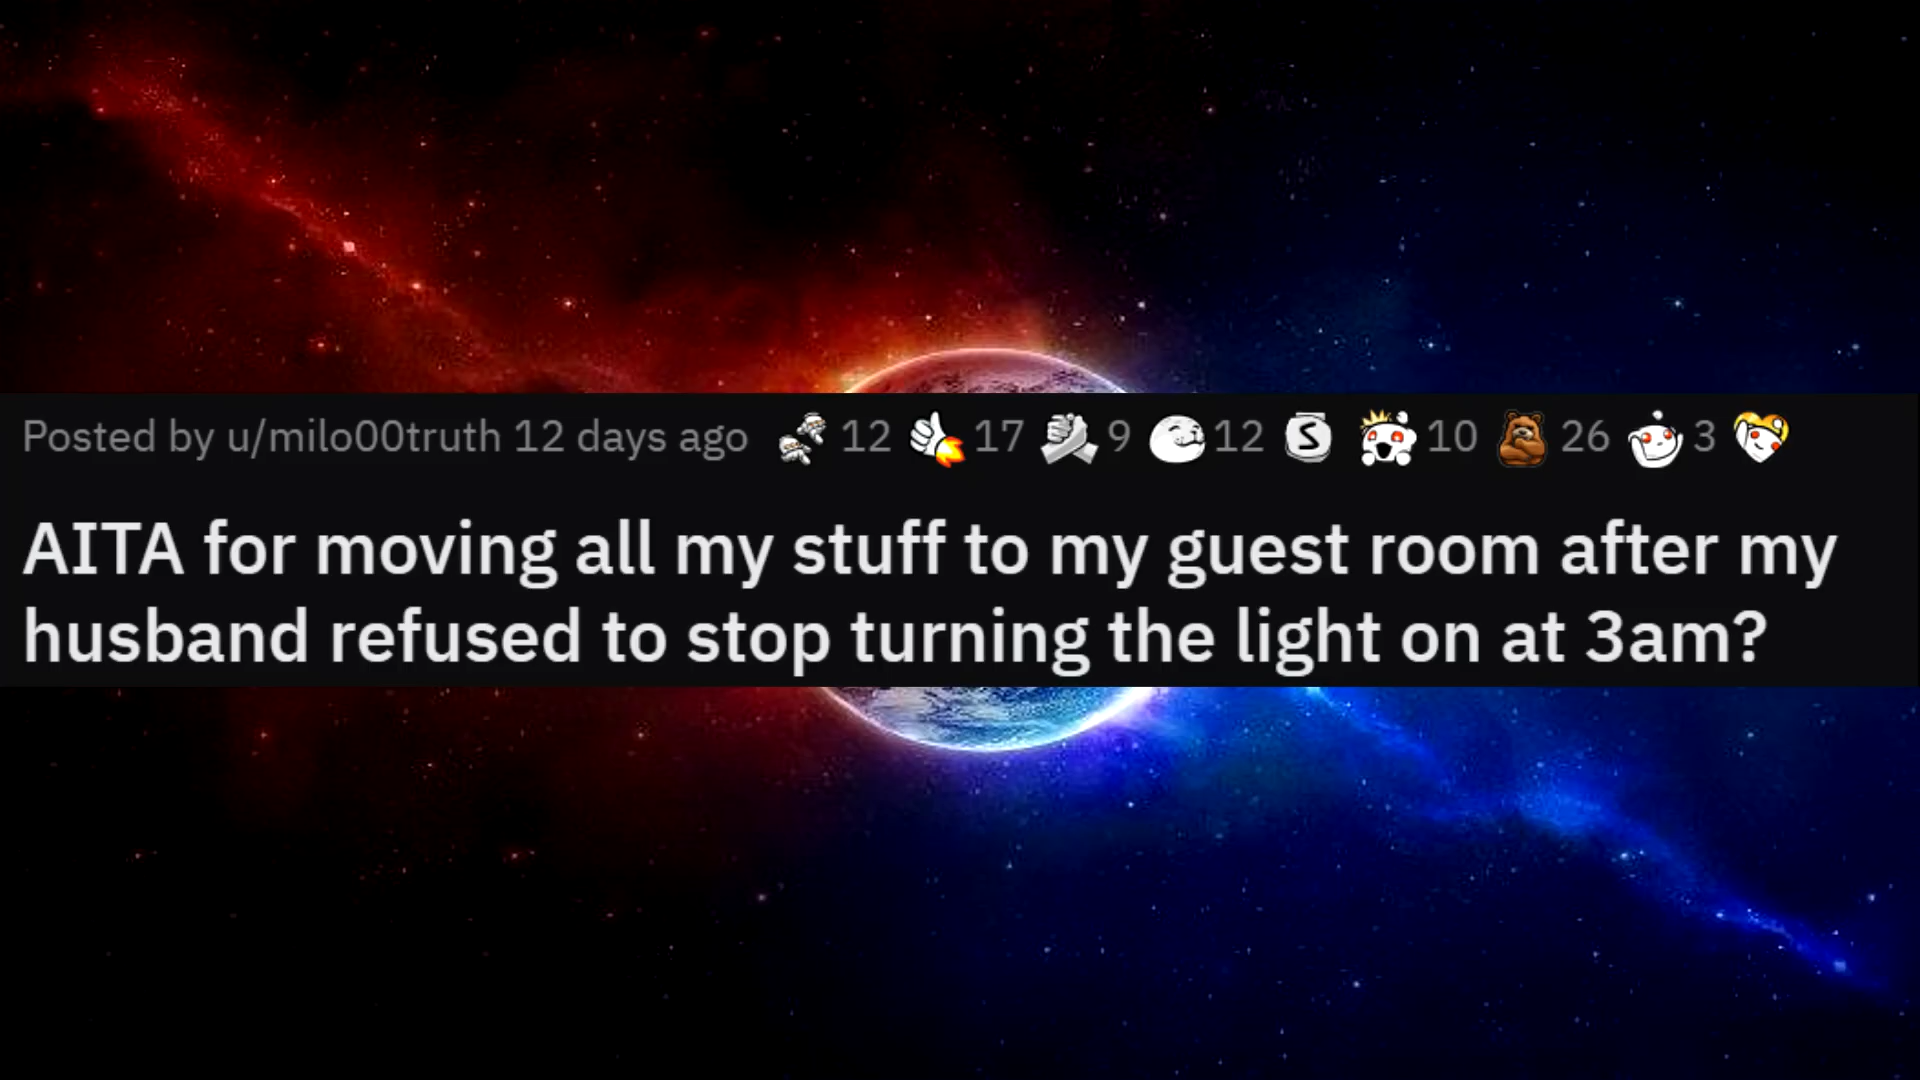 Posted by u/milo00truth 12 days ago 12 17 9 12 S 10 26 3
AITA for moving all my stuff to my guest room after my
husband refused to stop turning the light on at 3am?